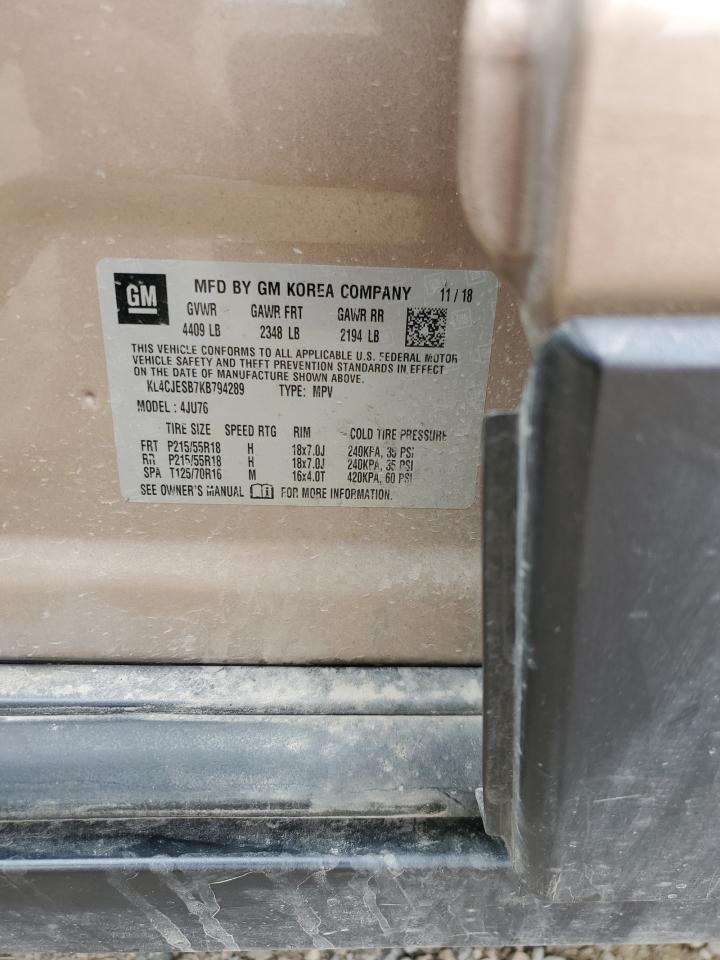 GM MFD BY GM KOREA COMPANY 11 / 18
GVWR GAWR FRT GAWR RR
4409 LB 2348 LB 2194 LB
THIS VEHICLE CONFORMS TO ALL APPLICABLE U.S. FEDERAL MOTOR
VEHICLE SAFETY AND THEFT PREVENTION STANDARDS IN EFFECT
ON THE DATE OF MANUFACTURE SHOWN ABOVE.
KL4CJESB7KB794289 TYPE: MPV
MODEL : 4JU76
TIRE SIZE SPEED RTG RIM COLD TIRE PRESSURE
FRT P215/55R18 H 18x7.0J 240KPA, 35 PSI
RR P215/55R18 H 18x7.0J 240KPA, 35 PSI
SPA T125/70R16 M 16x4.0T 420KPA, 60 PSI
SEE OWNER'S MANUAL FOR MORE INFORMATION.